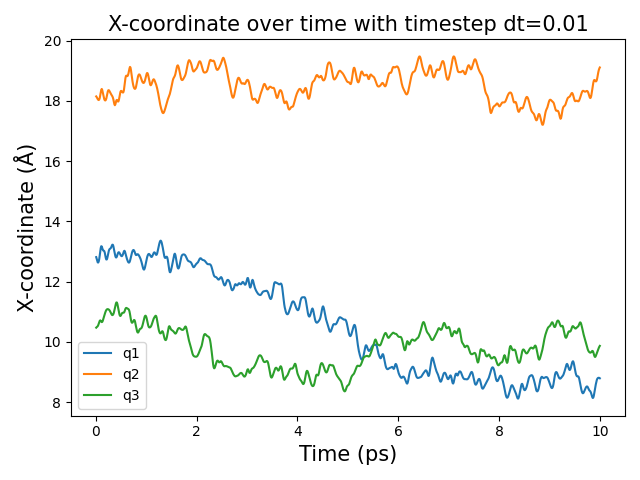 X-coordinate over time with timestep dt=0.01
X-coordinate (Å)
20
18
16
14
12
10
8
q1
q2
q3
0
2
4
6
8
10
Time (ps)